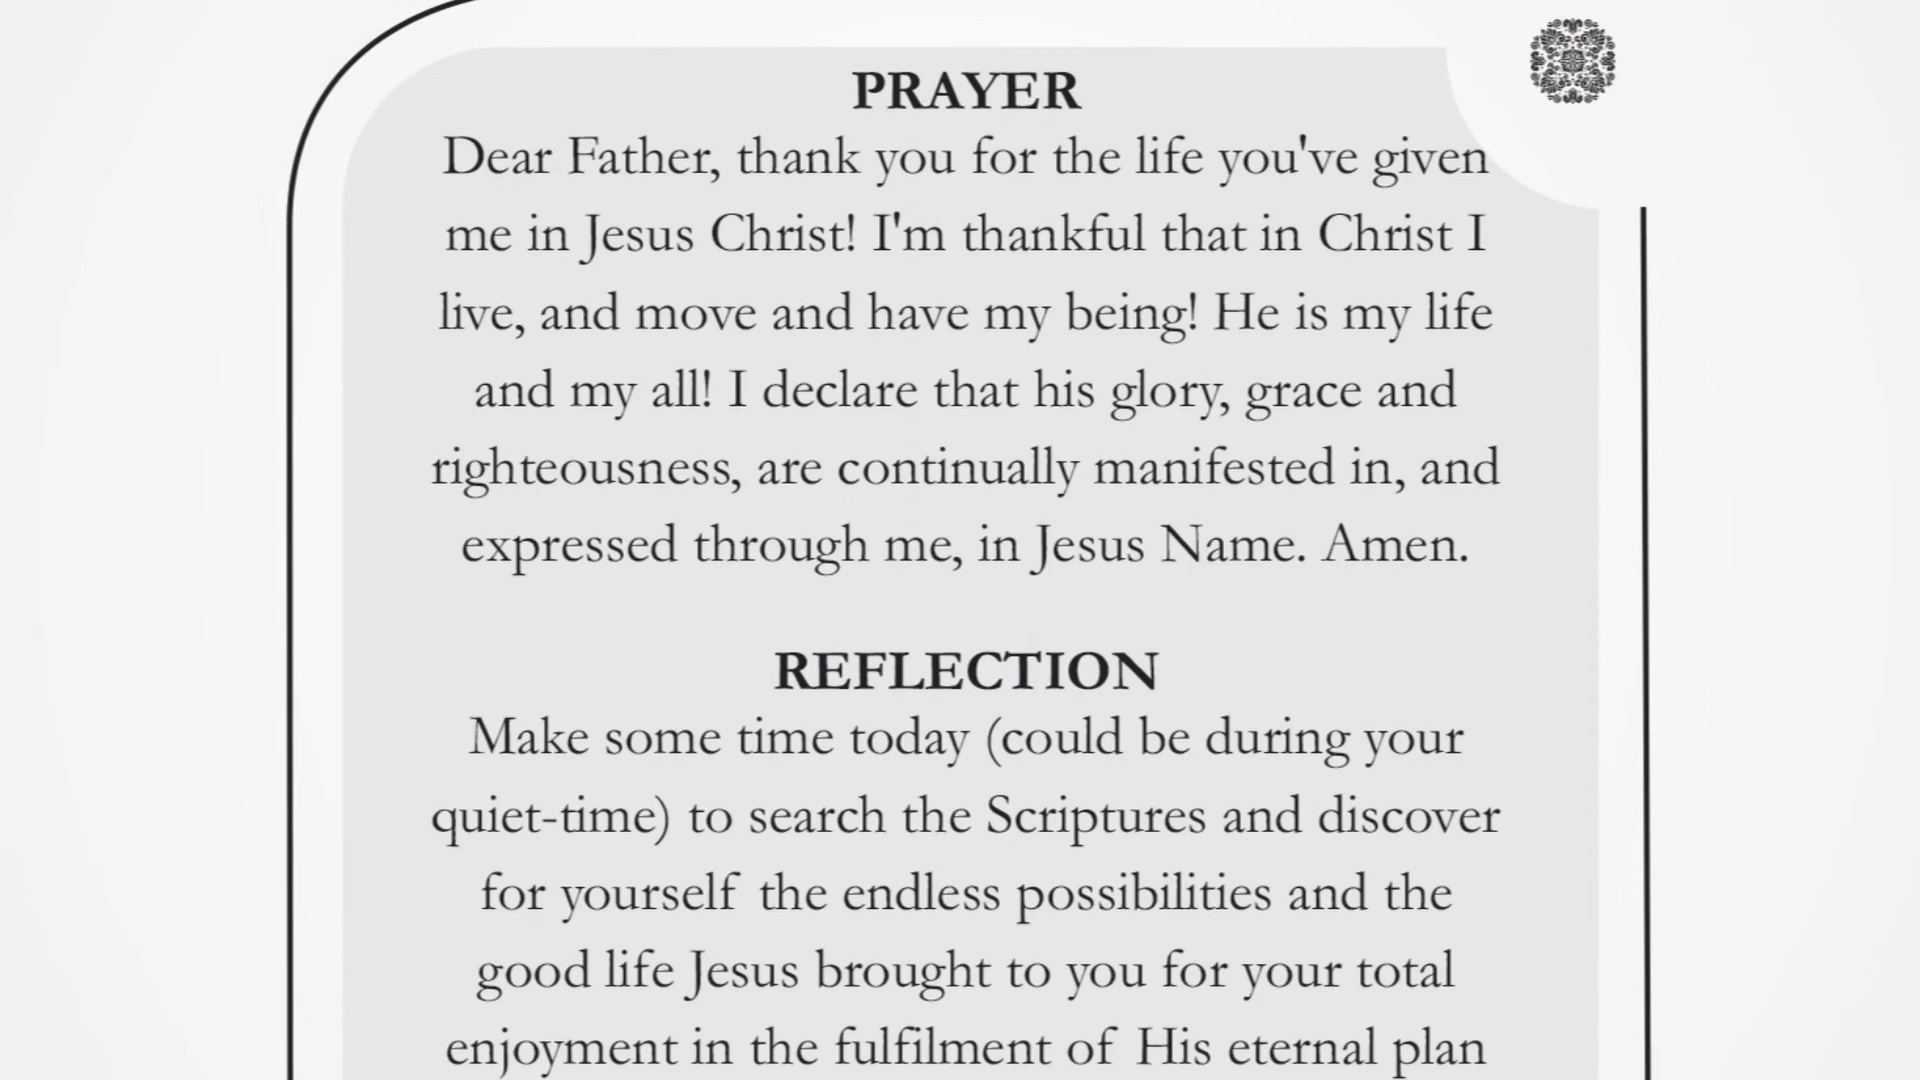 PRAYER
Dear Father, thank you for the life you've given
me in Jesus Christ! I'm thankful that in Christ I
live, and move and have my being! He is my life
and my all! I declare that his glory, grace and
righteousness, are continually manifested in, and
expressed through me, in Jesus Name. Amen.
REFLECTION
Make some time today (could be during your
quiet-time) to search the Scriptures and discover
for yourself the endless possibilities and the
good life Jesus brought to you for your total
enjoyment in the fulfilment of His eternal plan